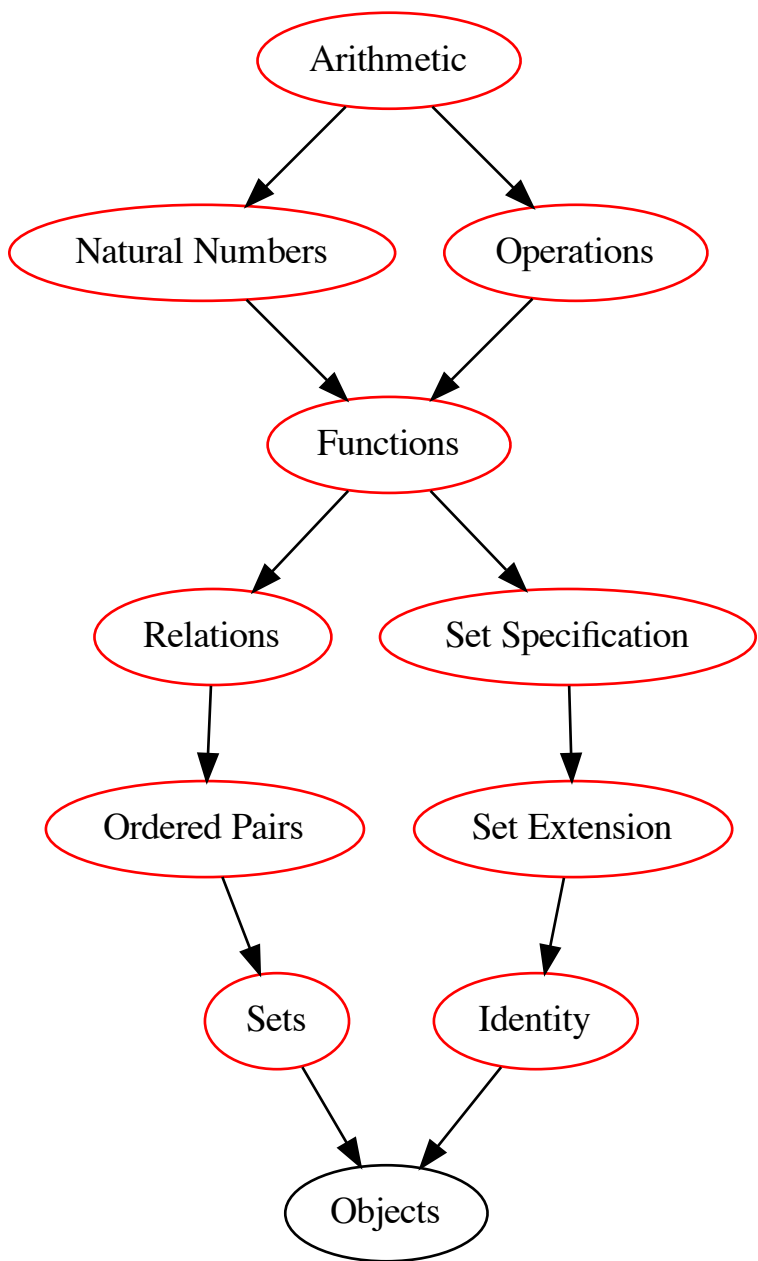 Arithmetic
Natural Numbers
Operations
Functions
Relations
Set Specification
Ordered Pairs
Set Extension
Sets
Identity
Objects